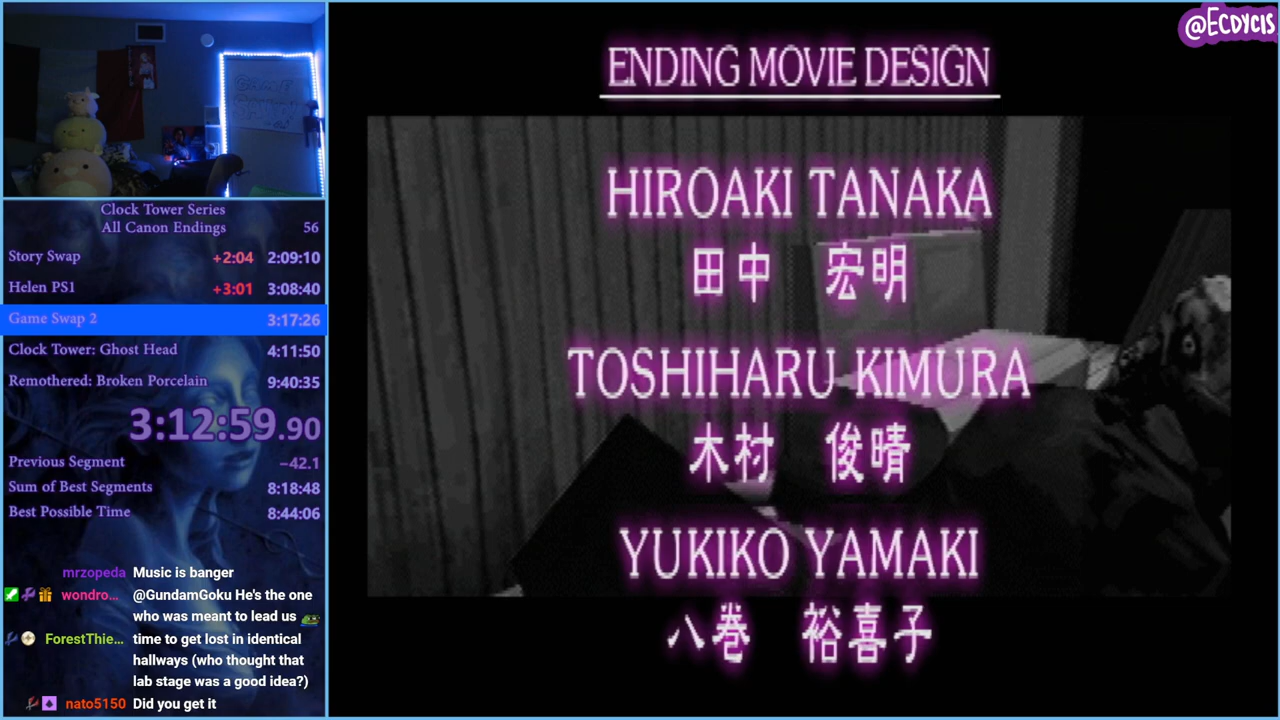 @ECDYCIS
Clock Tower Series
All Canon Endings 56
Story Swap +2:04 2:09:10
Helen PS1 +3:01 3:08:40
Game Swap 2 3:17:26
Clock Tower: Ghost Head 4:11:50
Remothered: Broken Porcelain 9:40:35
3:12:59.90
Previous Segment −42.1
Sum of Best Segments 8:18:48
Best Possible Time 8:44:06
mrzopeda Music is banger
wondro... @GundamGoku He's the one
who was meant to lead us
ForestThie... time to get lost in identical
hallways (who thought that
lab stage was a good idea?)
nato5150 Did you get it
ENDING MOVIE DESIGN
HIROAKI TANAKA
田中 宏明
TOSHIHARU KIMURA
木村 俊晴
YUKIKO YAMAKI
八巻 裕喜子